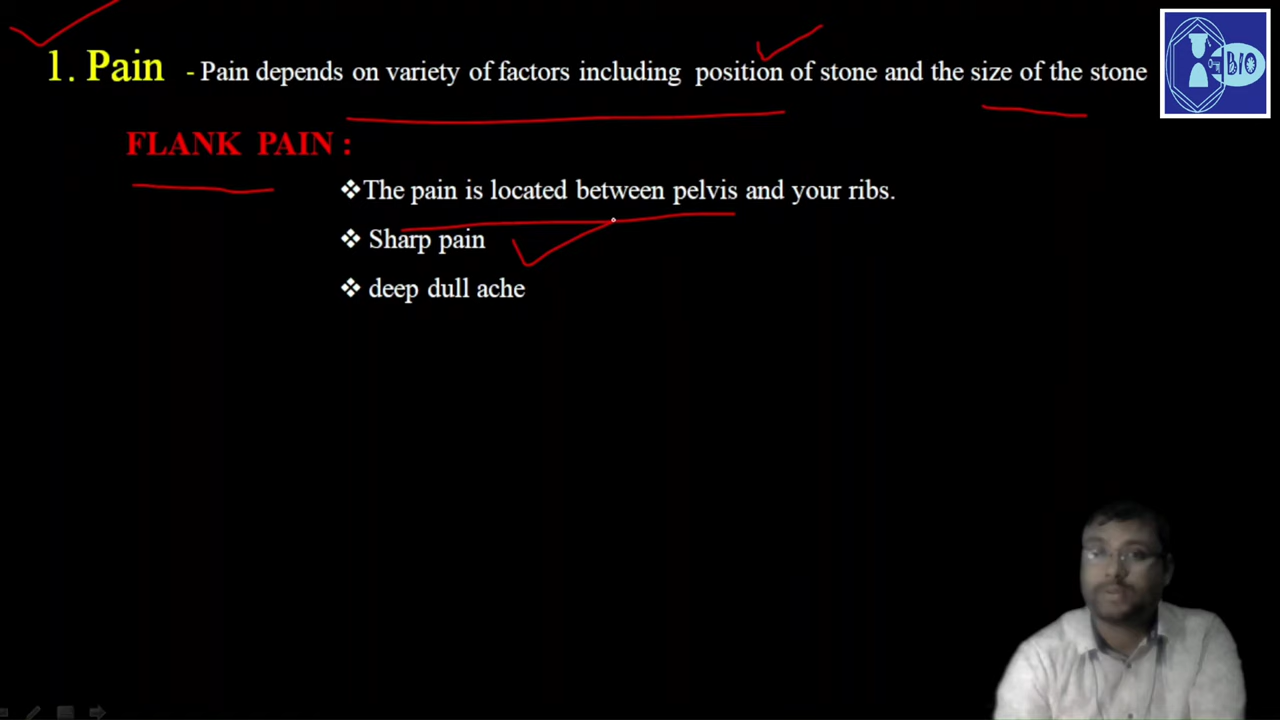 1. Pain - Pain depends on variety of factors including position of stone and the size of the stone
BIO
FLANK PAIN :
❖The pain is located between pelvis and your ribs.
❖ Sharp pain
❖ deep dull ache